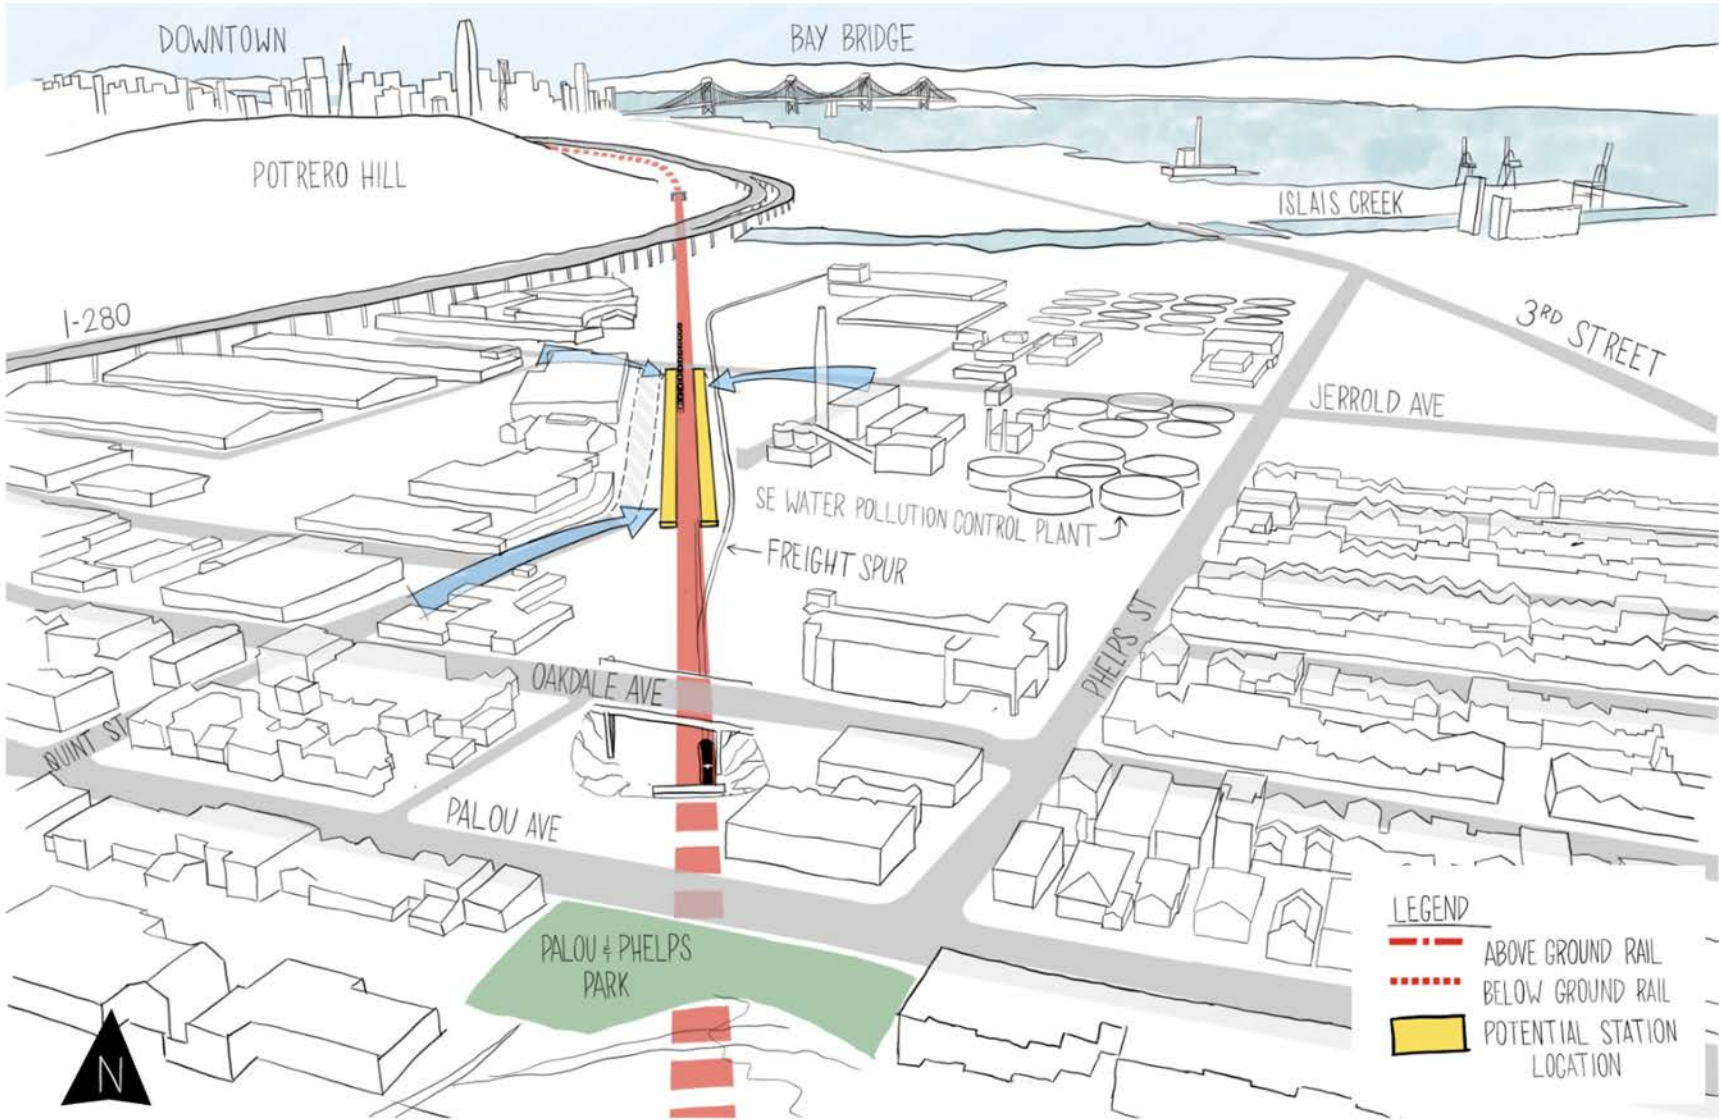 DOWNTOWN
BAY BRIDGE
POTRERO HILL
ISLAIS CREEK
I-280
3RD STREET
JERROLD AVE
SE WATER POLLUTION CONTROL PLANT
FREIGHT SPUR
PHELPS ST
OAKDALE AVE
QUINT ST
PALOU AVE
PALOU & PHELPS
PARK
LEGEND
ABOVE GROUND RAIL
BELOW GROUND RAIL
POTENTIAL STATION
LOCATION
N